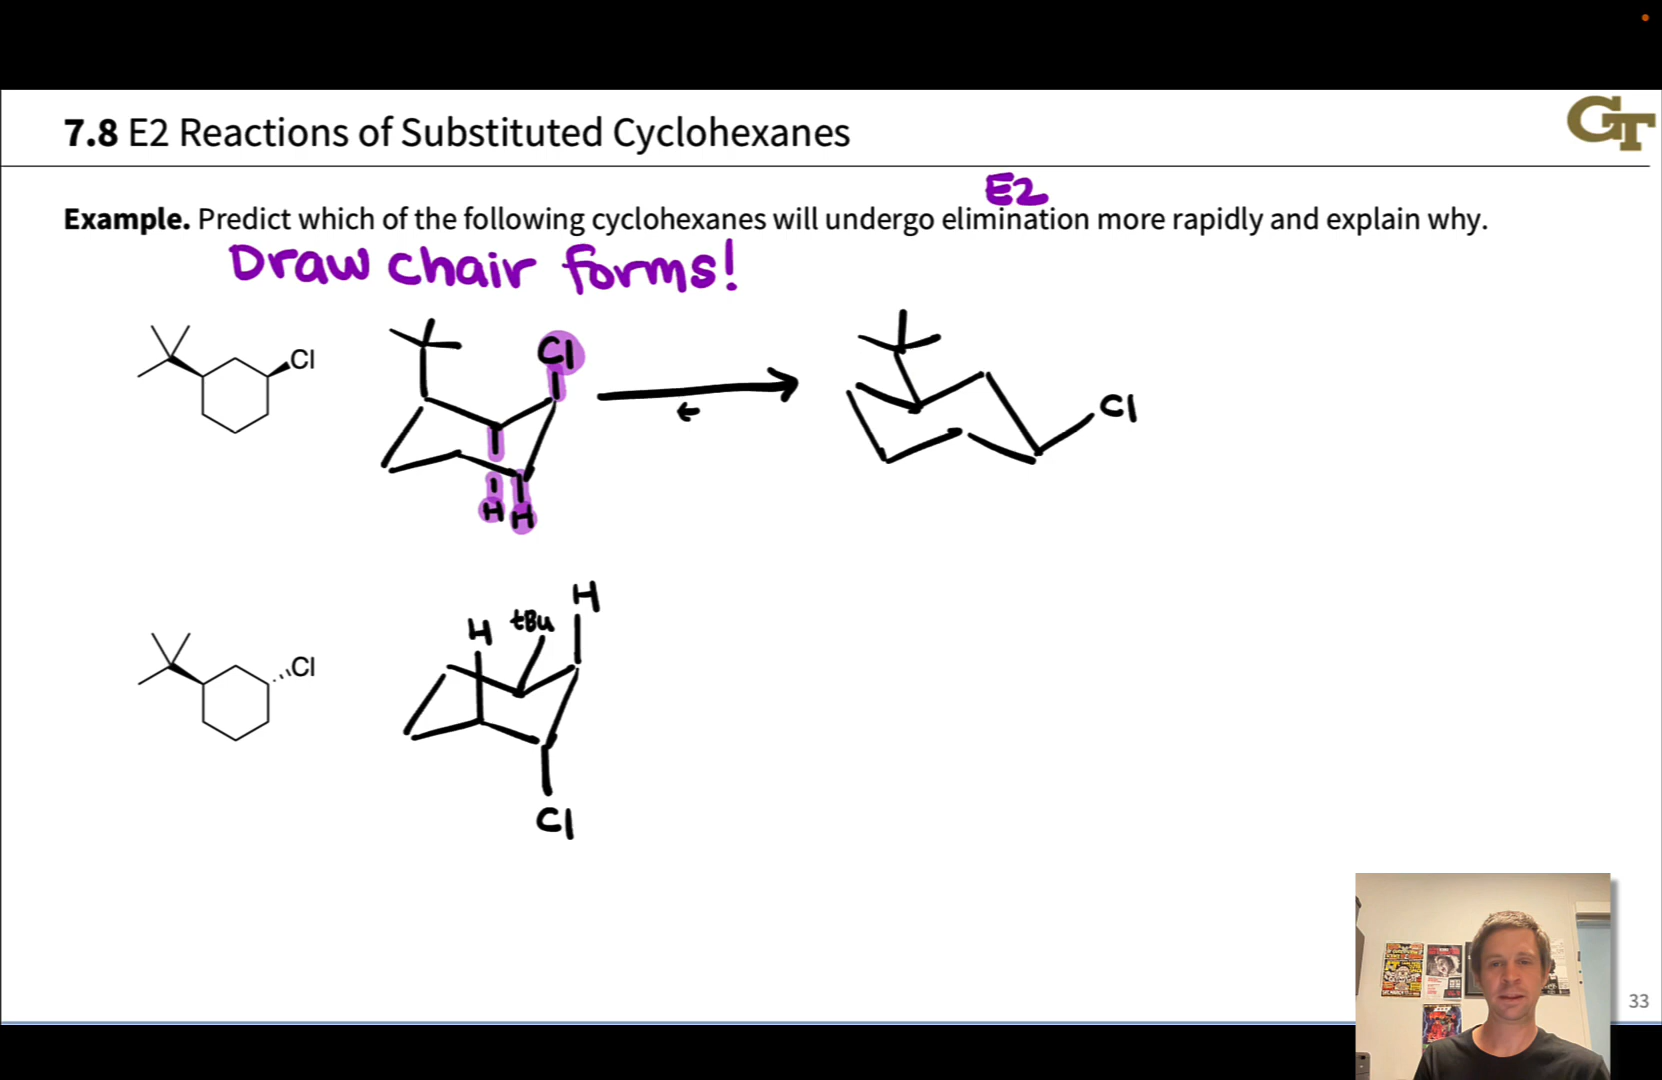 7.8 E2 Reactions of Substituted Cyclohexanes
GT
E2
Example. Predict which of the following cyclohexanes will undergo elimination more rapidly and explain why.
Draw chair forms!
Cl
Cl
Cl
H H
H
H tBu
Cl
Cl
33